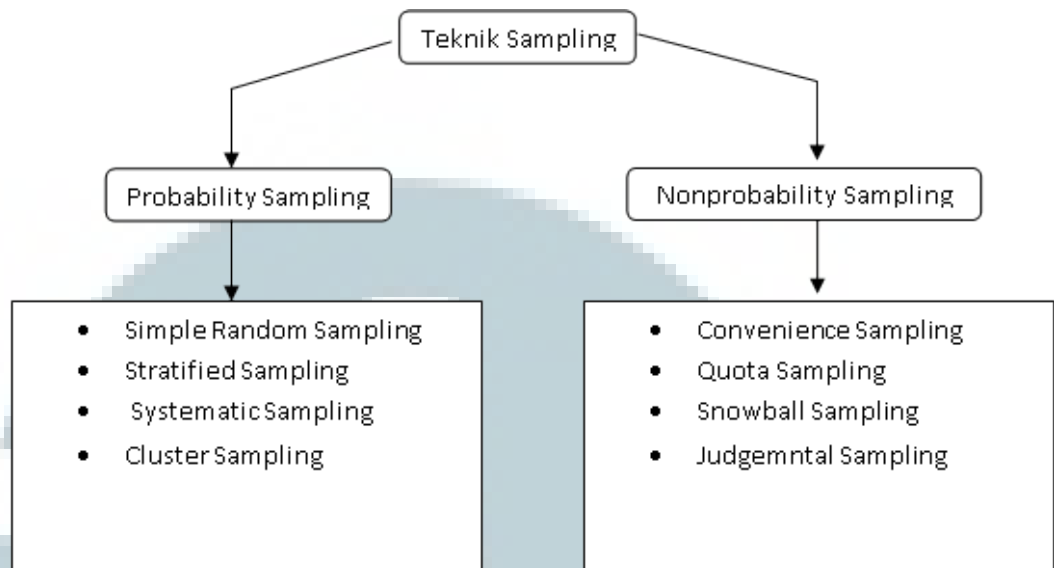 Teknik Sampling
Probability Sampling
Nonprobability Sampling
• Simple Random Sampling
• Stratified Sampling
• Systematic Sampling
• Cluster Sampling
• Convenience Sampling
• Quota Sampling
• Snowball Sampling
• Judgemntal Sampling